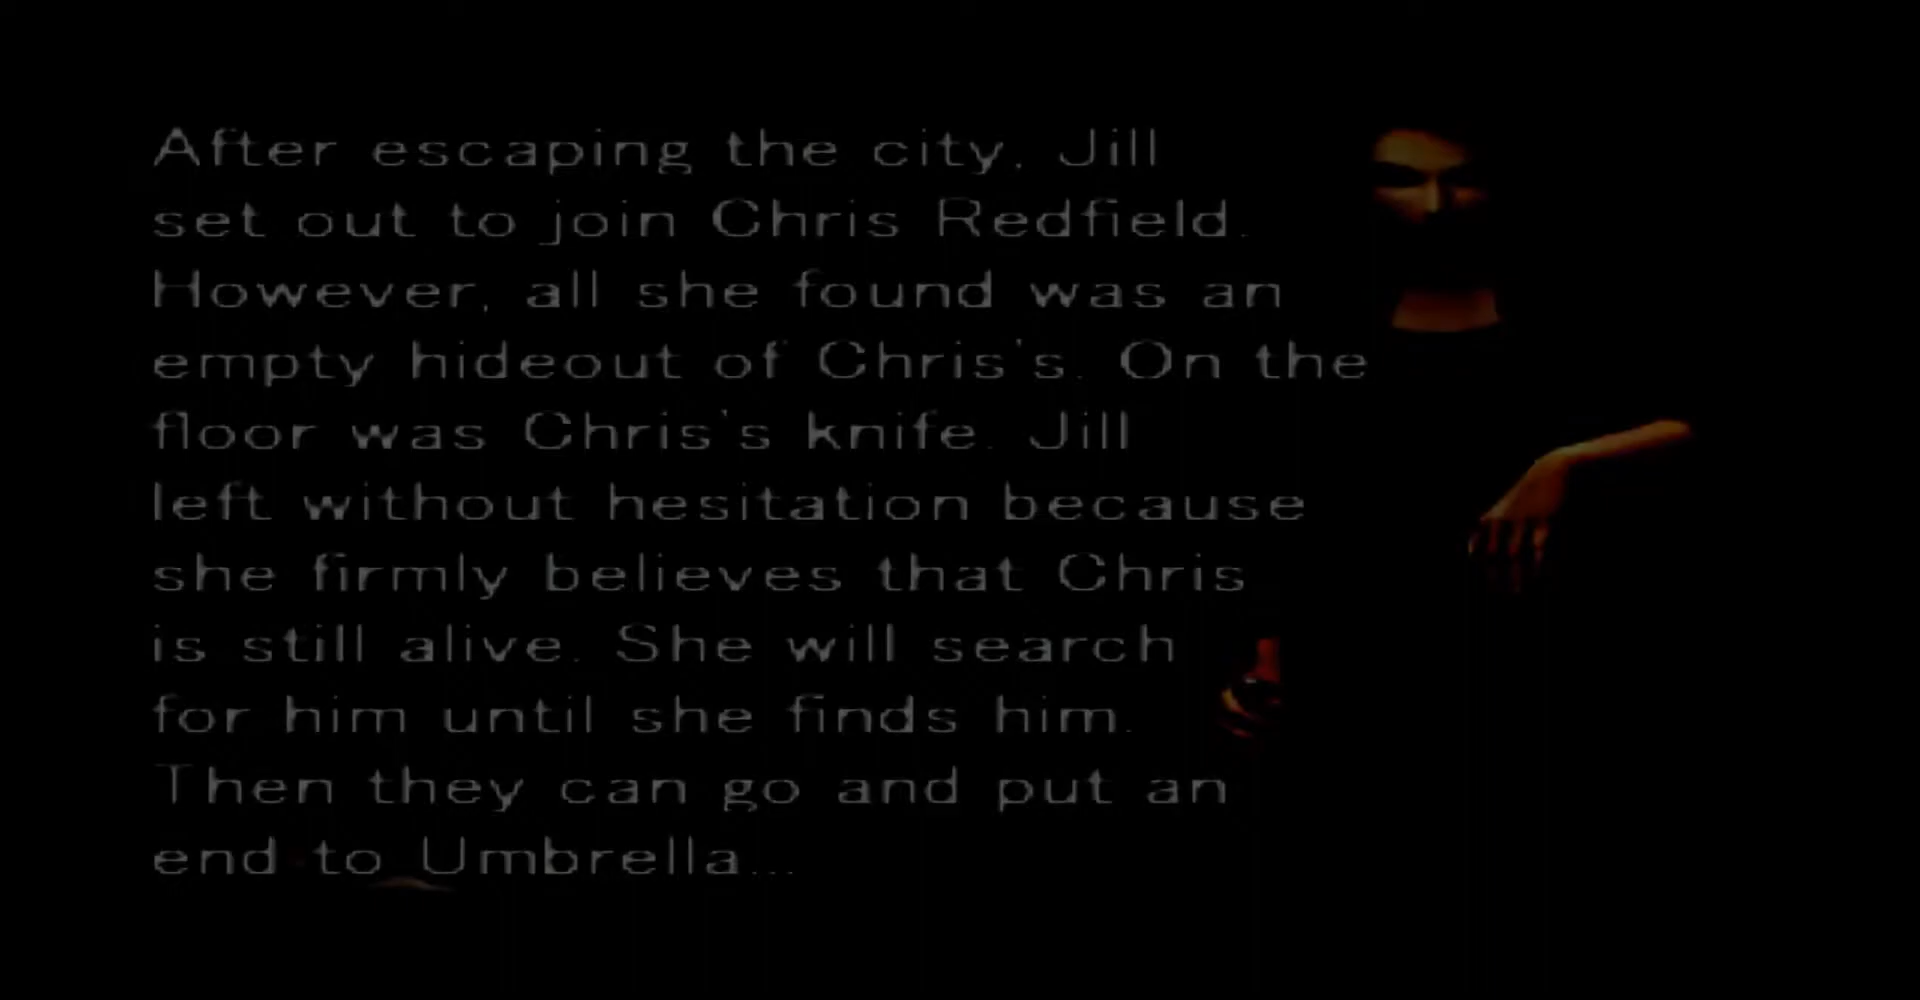 After escaping the city, Jill
set out to join Chris Redfield.
However, all she found was an
empty hideout of Chris's. On the
floor was Chris's knife. Jill
left without hesitation because
she firmly believes that Chris
is still alive. She will search
for him until she finds him.
Then they can go and put an
end to Umbrella...